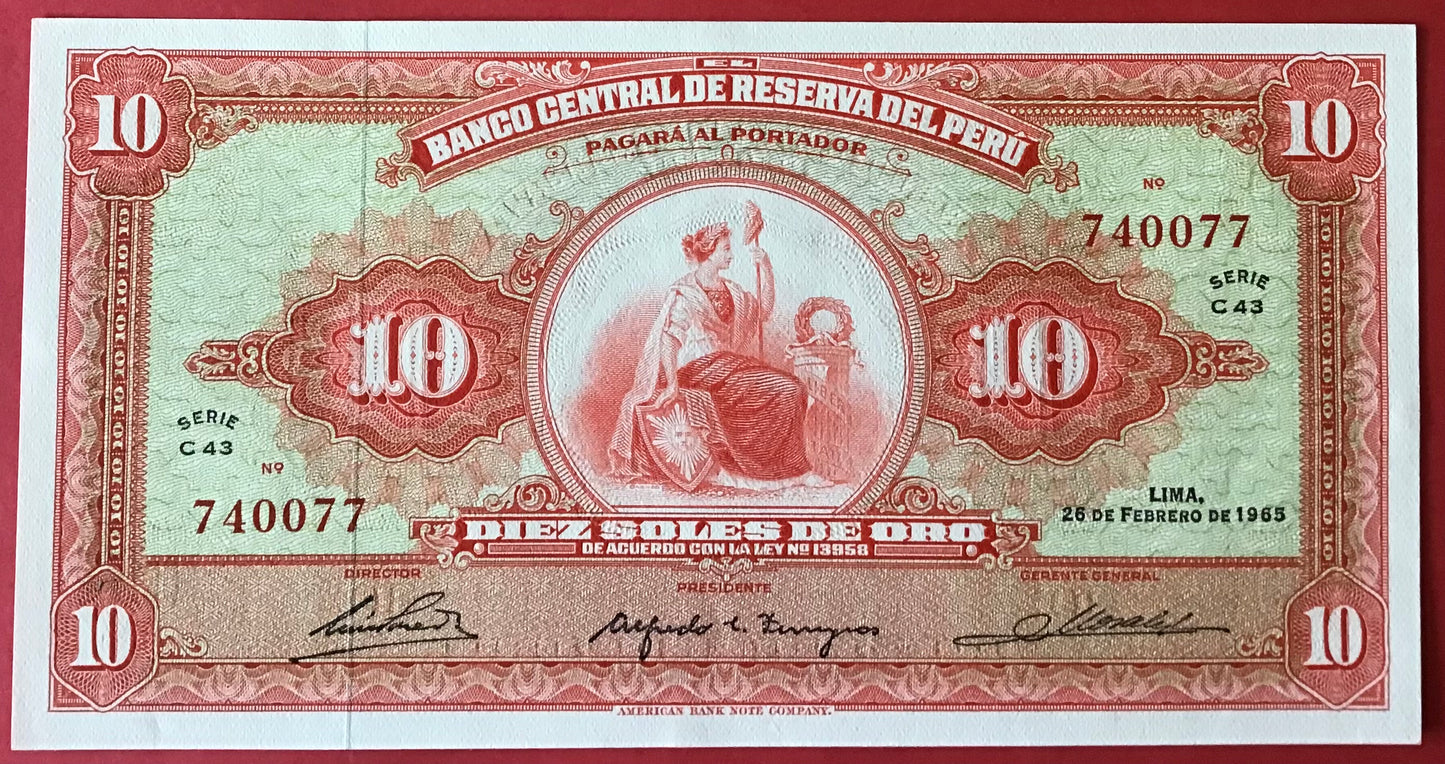 10
10
EL
BANCO CENTRAL DE RESERVA DEL PERÚ
PAGARÁ AL PORTADOR
Nº
740077
SERIE
C 43
10
10
SERIE
C 43
Nº
740077
LIMA,
26 DE FEBRERO DE 1965
DIEZ SOLES DE ORO
DE ACUERDO CON LA LEY Nº 13958
DIRECTOR
PRESIDENTE
GERENTE GENERAL
10
10
AMERICAN BANK NOTE COMPANY.